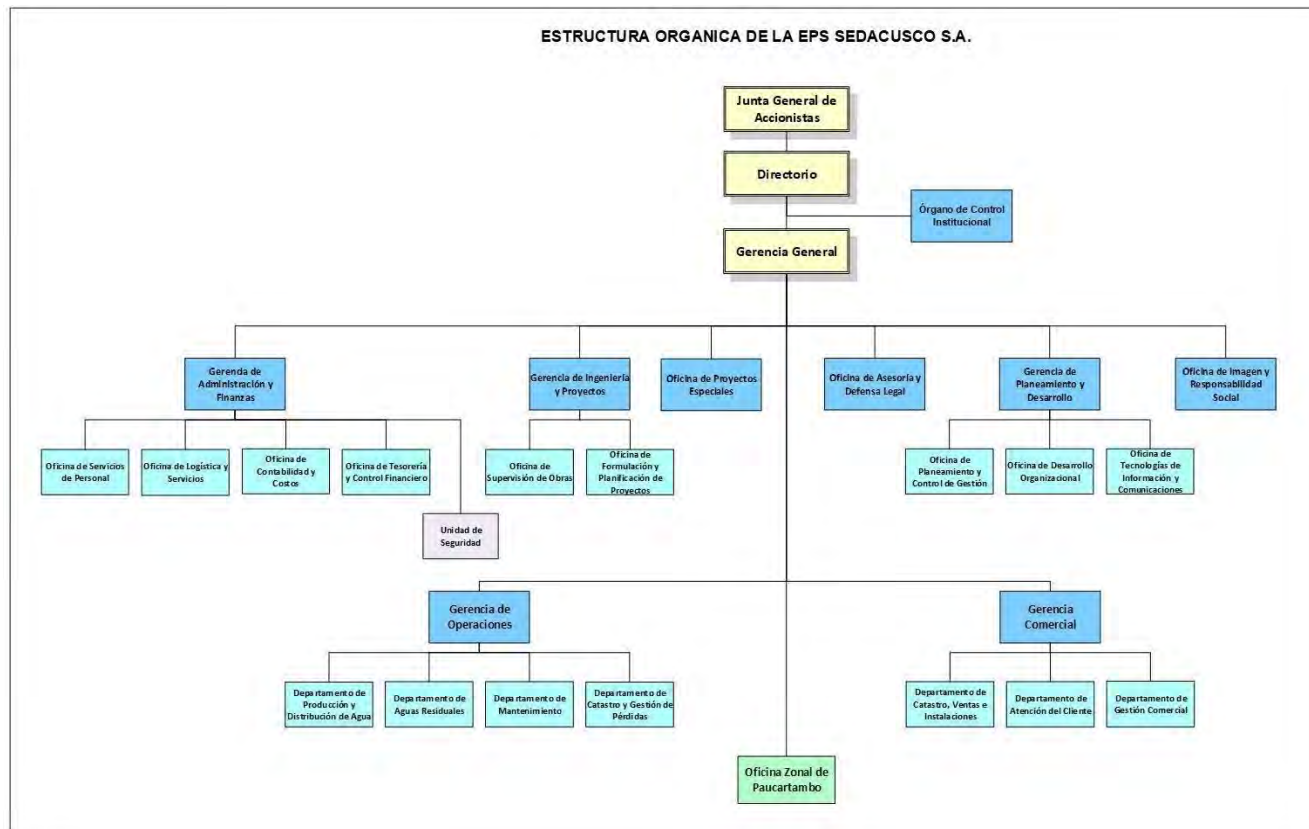 ESTRUCTURA ORGANICA DE LA EPS SEDACUSCO S.A.
Junta General de
Accionistas
Directorio
Órgano de Control
Institucional
Gerencia General
Gerencia de
Administración y
Finanzas
Gerencia de Ingeniería
y Proyectos
Oficina de Proyectos
Especiales
Oficina de Asesoría y
Defensa Legal
Gerencia de
Planeamiento y
Desarrollo
Oficina de Imagen y
Responsabilidad
Social
Oficina de Servicios
de Personal
Oficina de Logística y
Servicios
Oficina de
Contabilidad y
Costos
Oficina de Tesorería
y Control Financiero
Unidad de
Seguridad
Oficina de
Supervisión de Obras
Oficina de
Formulación y
Planificación de
Proyectos
Oficina de
Planeamiento y
Control de Gestión
Oficina de Desarrollo
Organizacional
Oficina de
Tecnologías de
Información y
Comunicaciones
Gerencia de
Operaciones
Gerencia
Comercial
Departamento de
Producción y
Distribución de Agua
Departamento de
Aguas Residuales
Departamento de
Mantenimiento
Departamento de
Catastro y Gestión de
Pérdidas
Departamento de
Catastro, Ventas e
Instalaciones
Departamento de
Atención del Cliente
Departamento de
Gestión Comercial
Oficina Zonal de
Paucartambo